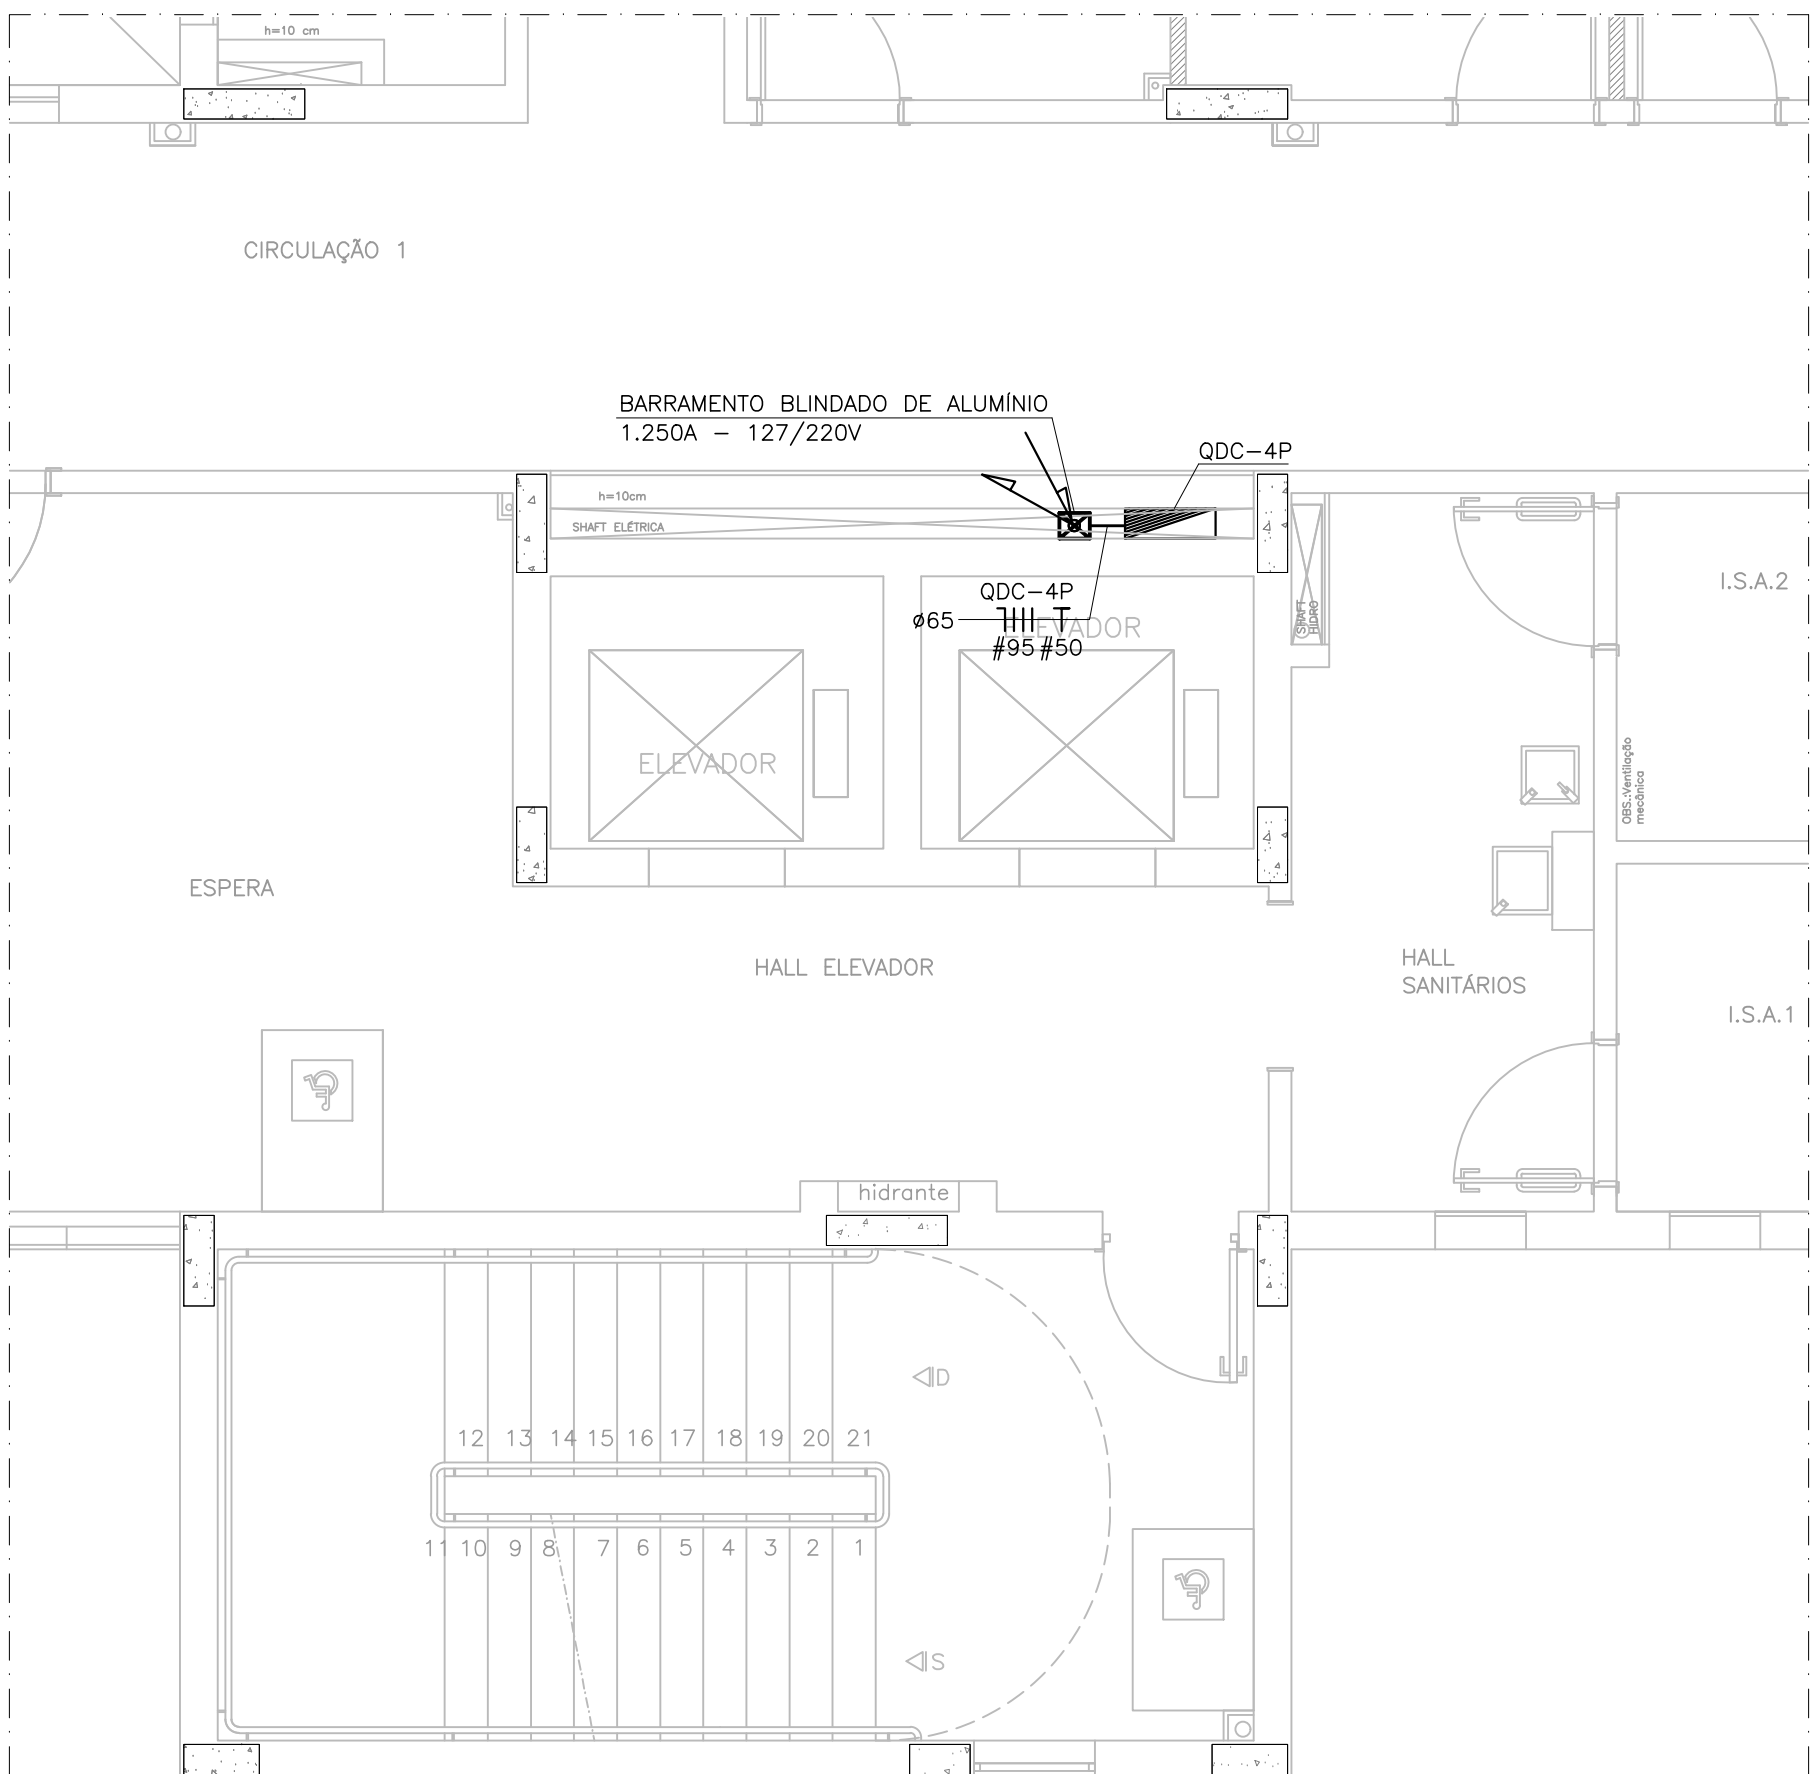 h=10 cm
CIRCULAÇÃO 1
BARRAMENTO BLINDADO DE ALUMÍNIO
1.250A - 127/220V
QDC-4P
h=10cm
SHAFT ELÉTRICA
QDC-4P
ø65
#95 #50
ELEVADOR
SHAFT
HIDRO
I.S.A.2
ELEVADOR
OBS.:Ventilação
mecânica
ESPERA
HALL ELEVADOR
HALL
SANITÁRIOS
I.S.A.1
hidrante
D
12 13 14 15 16 17 18 19 20 21
11 10 9 8 7 6 5 4 3 2 1
S